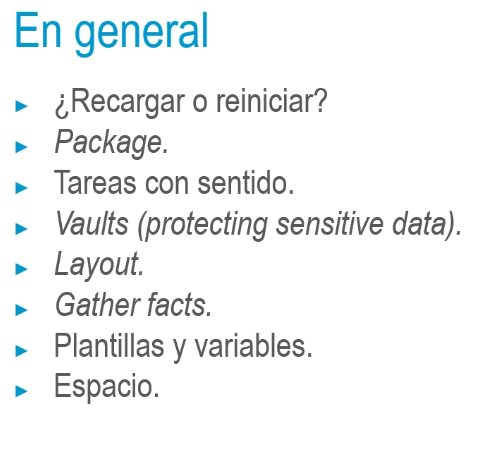 En general
¿Recargar o reiniciar?
Package.
Tareas con sentido.
Vaults (protecting sensitive data).
Layout.
Gather facts.
Plantillas y variables.
Espacio.